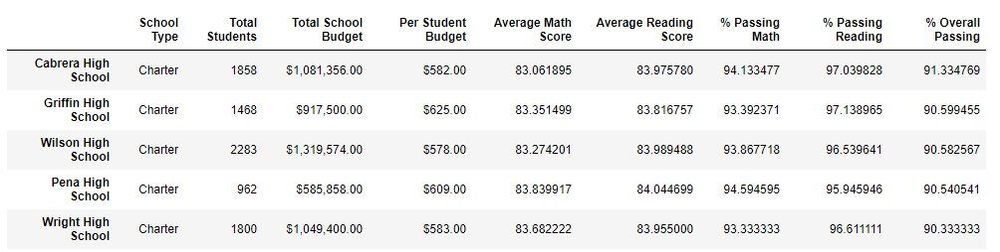 School Type Total Students Total School Budget Per Student Budget Average Math Score Average Reading Score % Passing Math % Passing Reading % Overall Passing
Cabrera High School Charter 1858 $1,081,356.00 $582.00 83.061895 83.975780 94.133477 97.039828 91.334769
Griffin High School Charter 1468 $917,500.00 $625.00 83.351499 83.816757 93.392371 97.138965 90.599455
Wilson High School Charter 2283 $1,319,574.00 $578.00 83.274201 83.989488 93.867718 96.539641 90.582567
Pena High School Charter 962 $585,858.00 $609.00 83.839917 84.044699 94.594595 95.945946 90.540541
Wright High School Charter 1800 $1,049,400.00 $583.00 83.682222 83.955000 93.333333 96.611111 90.333333